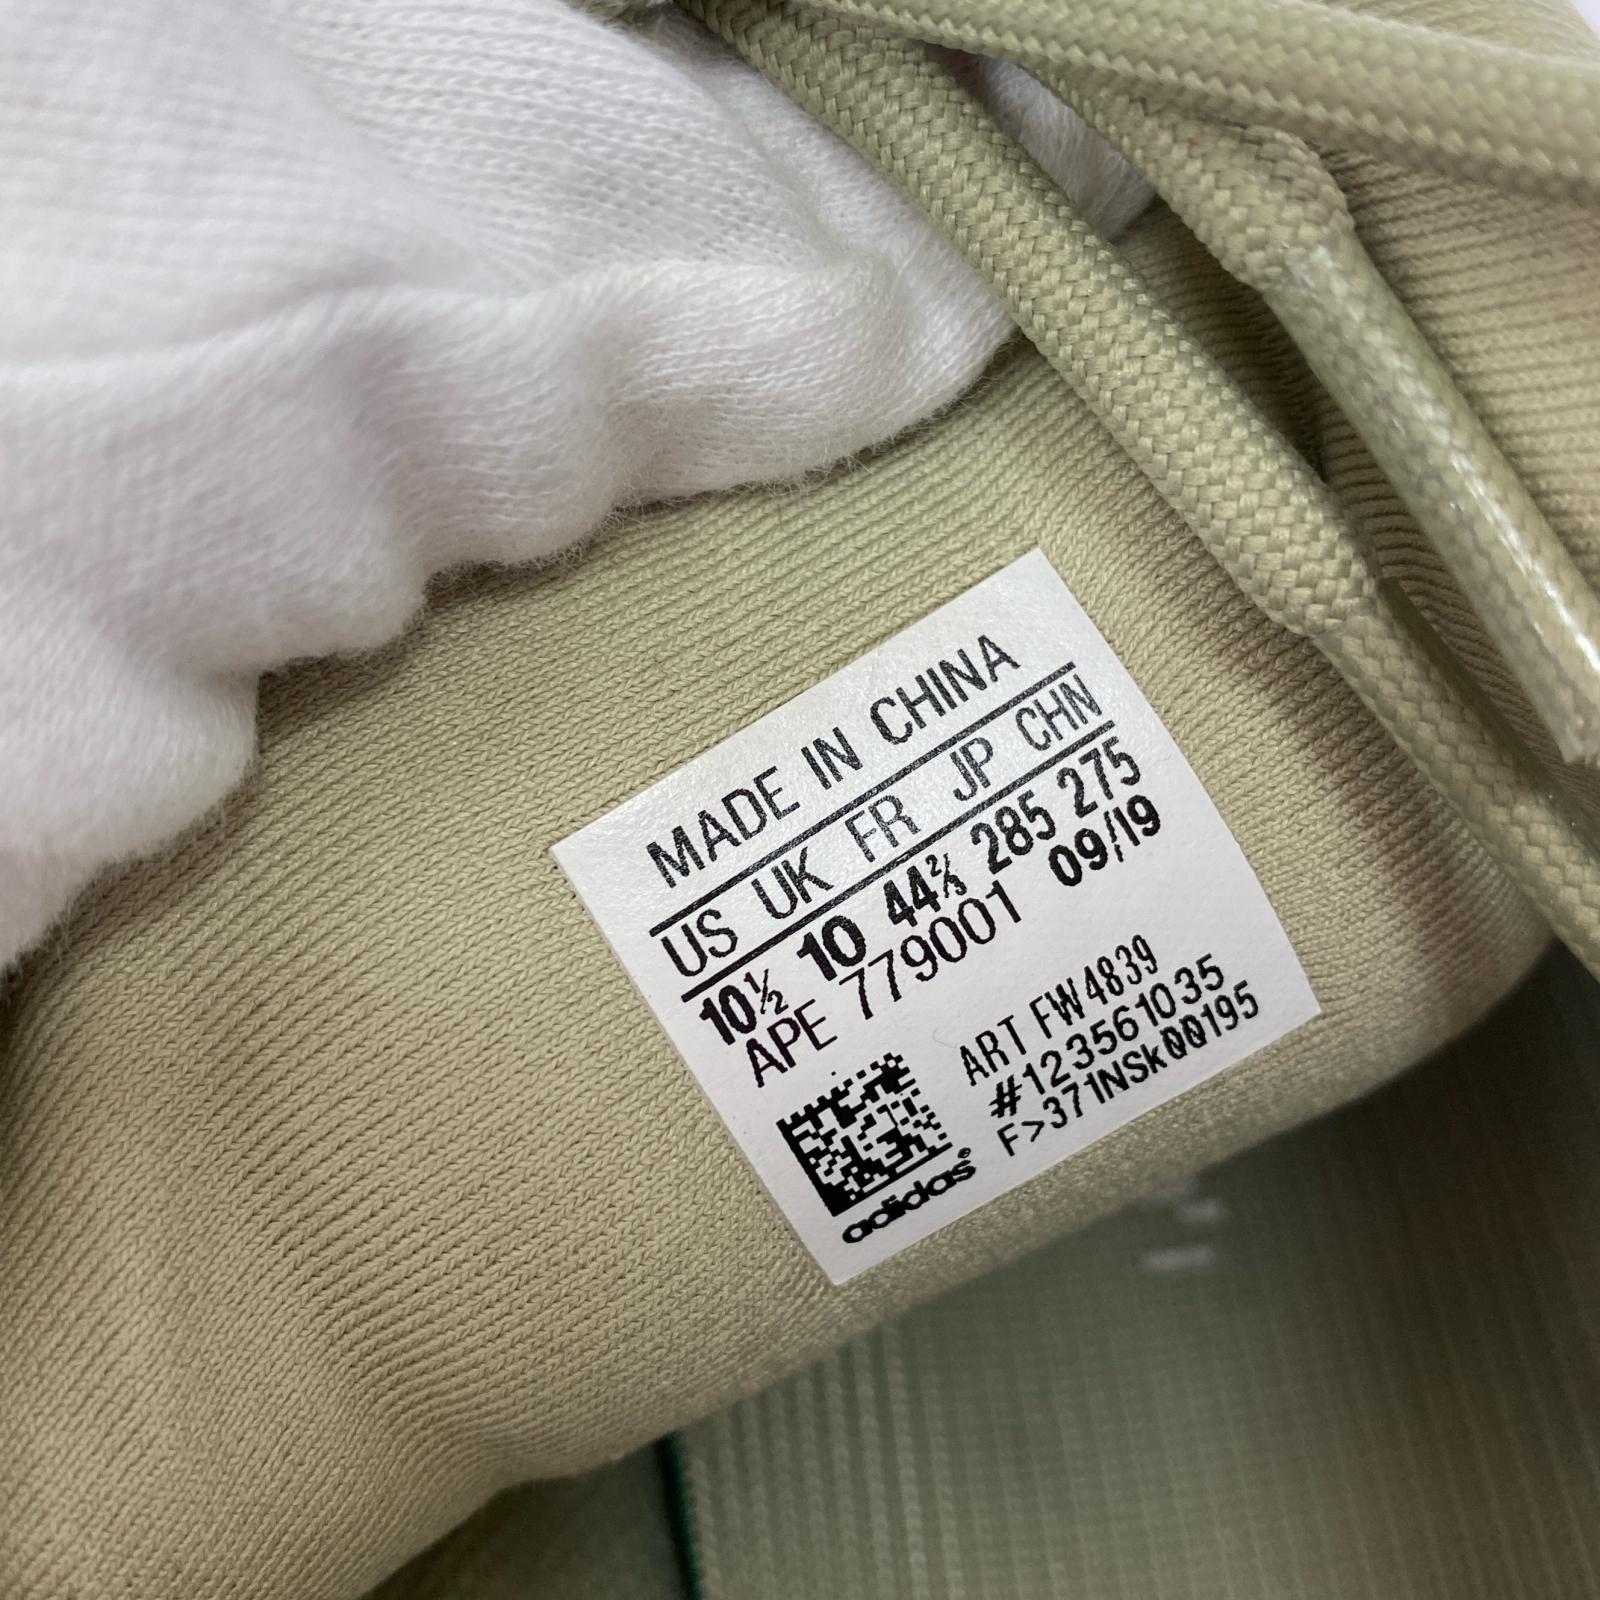 MADE IN CHINA
US UK FR JP CHN
10½ 10 44⅔ 285 275
APE 779001 09/19
ART FW4839
#123561035
F>371NSk00195
adidas®